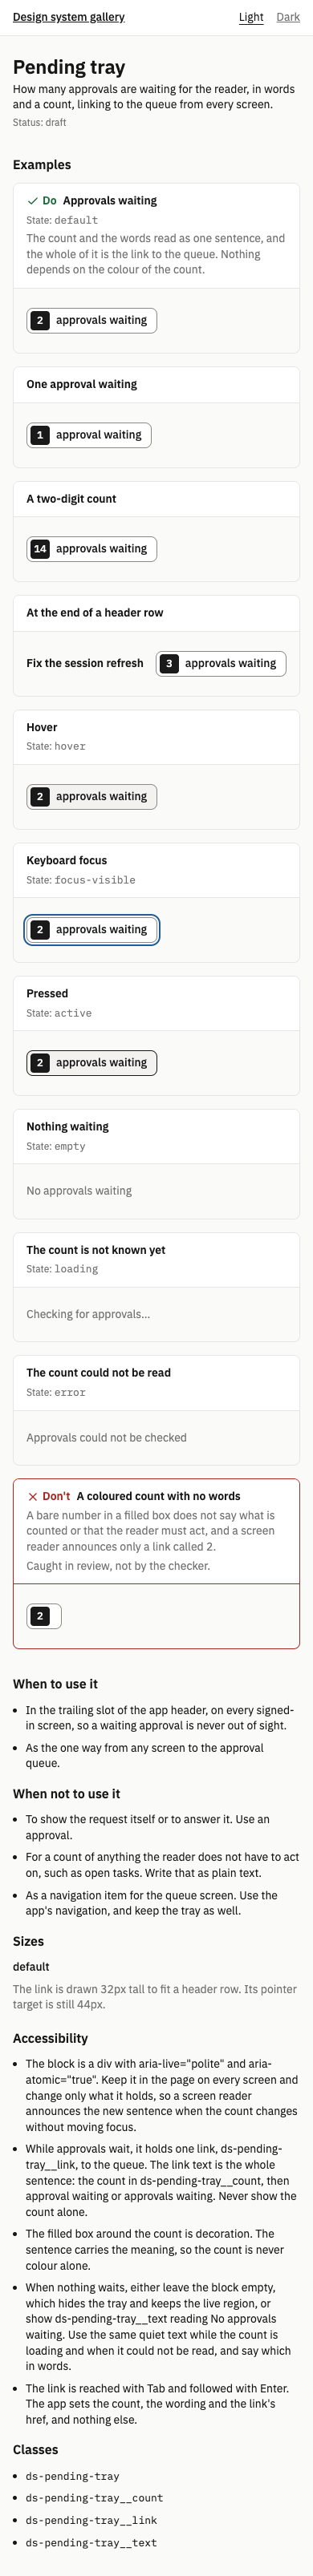 Design system gallery
Light Dark
Pending tray
How many approvals are waiting for the reader, in words
and a count, linking to the queue from every screen.
Status: draft
Examples
Do Approvals waiting
State: default
The count and the words read as one sentence, and
the whole of it is the link to the queue. Nothing
depends on the colour of the count.
2 approvals waiting
One approval waiting
1 approval waiting
A two-digit count
14 approvals waiting
At the end of a header row
Fix the session refresh 3 approvals waiting
Hover
State: hover
2 approvals waiting
Keyboard focus
State: focus-visible
2 approvals waiting
Pressed
State: active
2 approvals waiting
Nothing waiting
State: empty
No approvals waiting
The count is not known yet
State: loading
Checking for approvals...
The count could not be read
State: error
Approvals could not be checked
Don't A coloured count with no words
A bare number in a filled box does not say what is
counted or that the reader must act, and a screen
reader announces only a link called 2.
Caught in review, not by the checker.
2
When to use it
• In the trailing slot of the app header, on every signed-
in screen, so a waiting approval is never out of sight.
• As the one way from any screen to the approval
queue.
When not to use it
• To show the request itself or to answer it. Use an
approval.
• For a count of anything the reader does not have to act
on, such as open tasks. Write that as plain text.
• As a navigation item for the queue screen. Use the
app's navigation, and keep the tray as well.
Sizes
default
The link is drawn 32px tall to fit a header row. Its pointer
target is still 44px.
Accessibility
• The block is a div with aria-live="polite" and aria-
atomic="true". Keep it in the page on every screen and
change only what it holds, so a screen reader
announces the new sentence when the count changes
without moving focus.
• While approvals wait, it holds one link, ds-pending-
tray__link, to the queue. The link text is the whole
sentence: the count in ds-pending-tray__count, then
approval waiting or approvals waiting. Never show the
count alone.
• The filled box around the count is decoration. The
sentence carries the meaning, so the count is never
colour alone.
• When nothing waits, either leave the block empty,
which hides the tray and keeps the live region, or
show ds-pending-tray__text reading No approvals
waiting. Use the same quiet text while the count is
loading and when it could not be read, and say which
in words.
• The link is reached with Tab and followed with Enter.
The app sets the count, the wording and the link's
href, and nothing else.
Classes
• ds-pending-tray
• ds-pending-tray__count
• ds-pending-tray__link
• ds-pending-tray__text